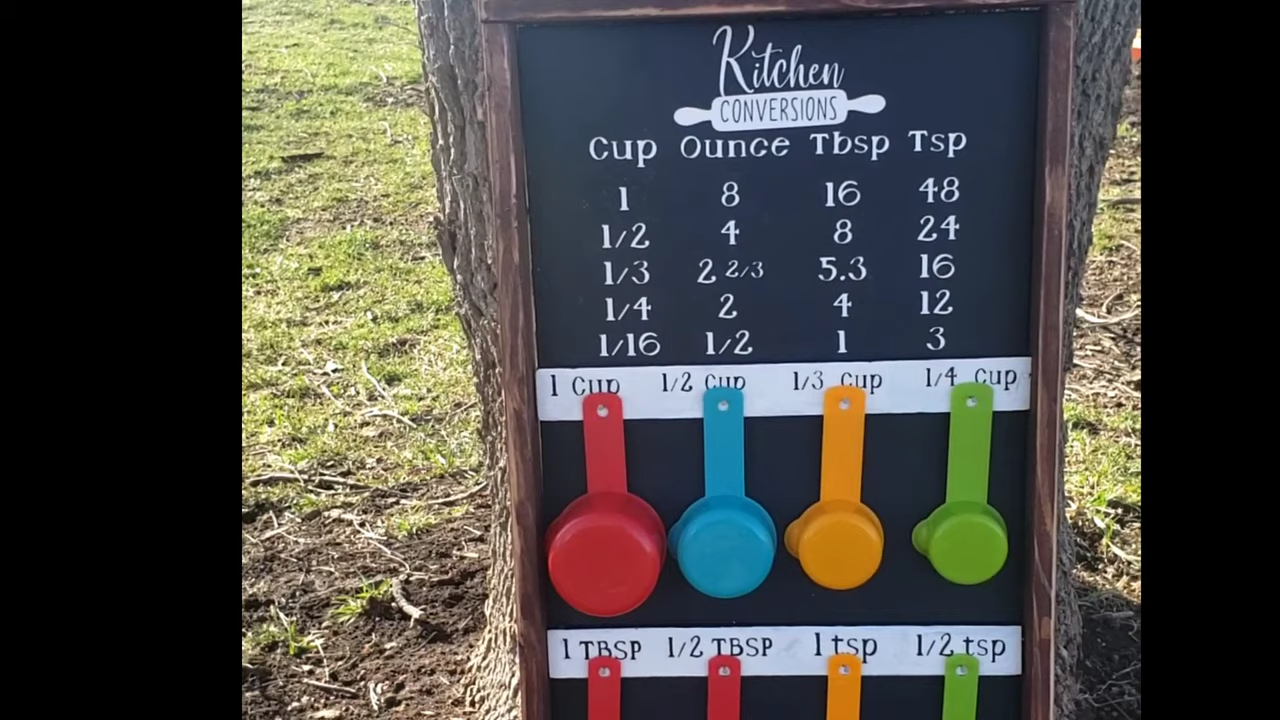 Kitchen
CONVERSIONS
Cup Ounce Tbsp Tsp
1 8 16 48
1/2 4 8 24
1/3 2 2/3 5.3 16
1/4 2 4 12
1/16 1/2 1 3
1 Cup 1/2 Cup 1/3 Cup 1/4 Cup
1 TBSP 1/2 TBSP 1 tsp 1/2 tsp